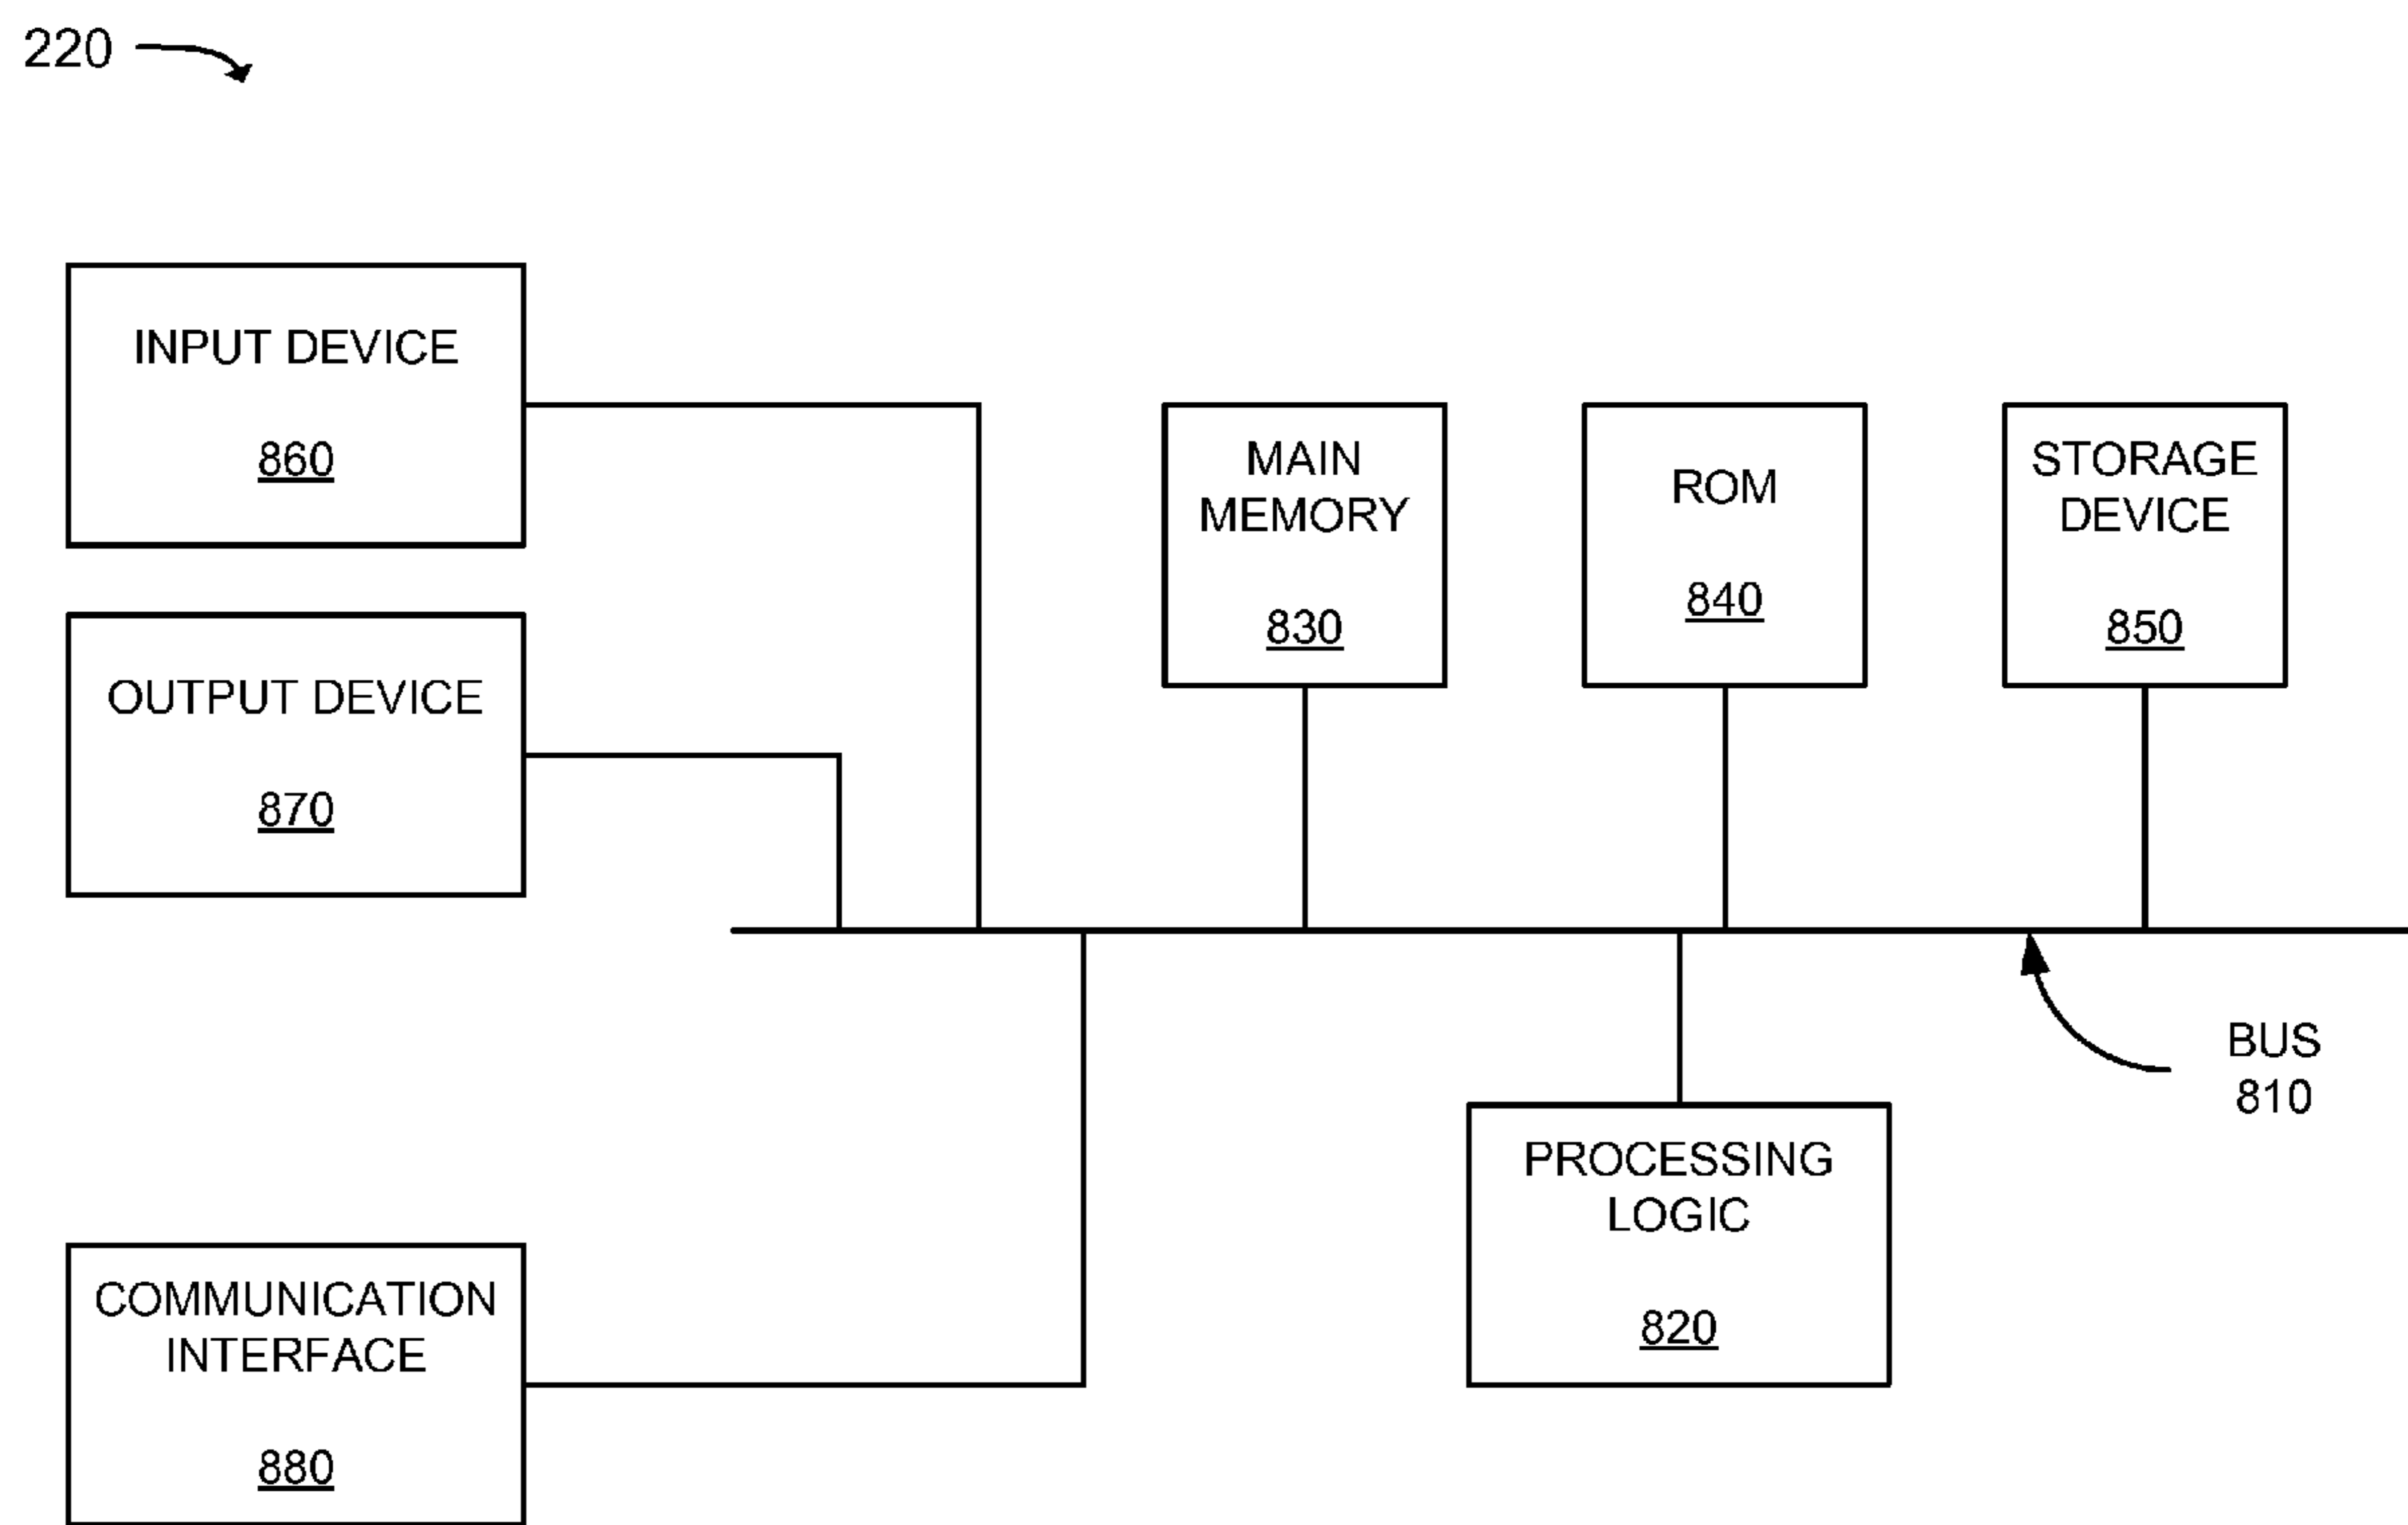 220
INPUT DEVICE
860
OUTPUT DEVICE
870
MAIN
MEMORY
830
ROM
840
STORAGE
DEVICE
850
BUS
810
PROCESSING
LOGIC
820
COMMUNICATION
INTERFACE
880